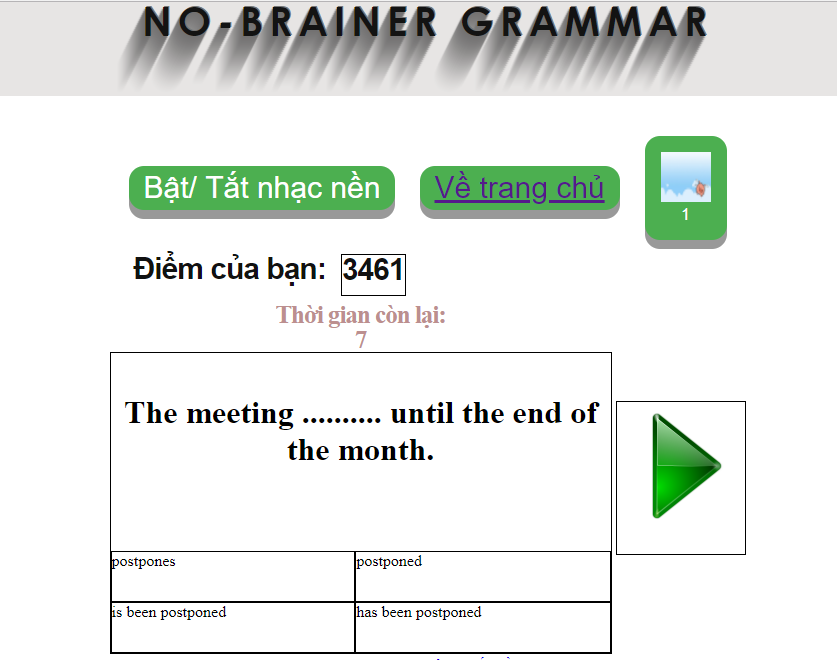 NO-BRAINER GRAMMAR
Bật/ Tắt nhạc nền
Về trang chủ
1
Điểm của bạn: 3461
Thời gian còn lại:
7
The meeting .......... until the end of
the month.
postpones
postponed
is been postponed
has been postponed